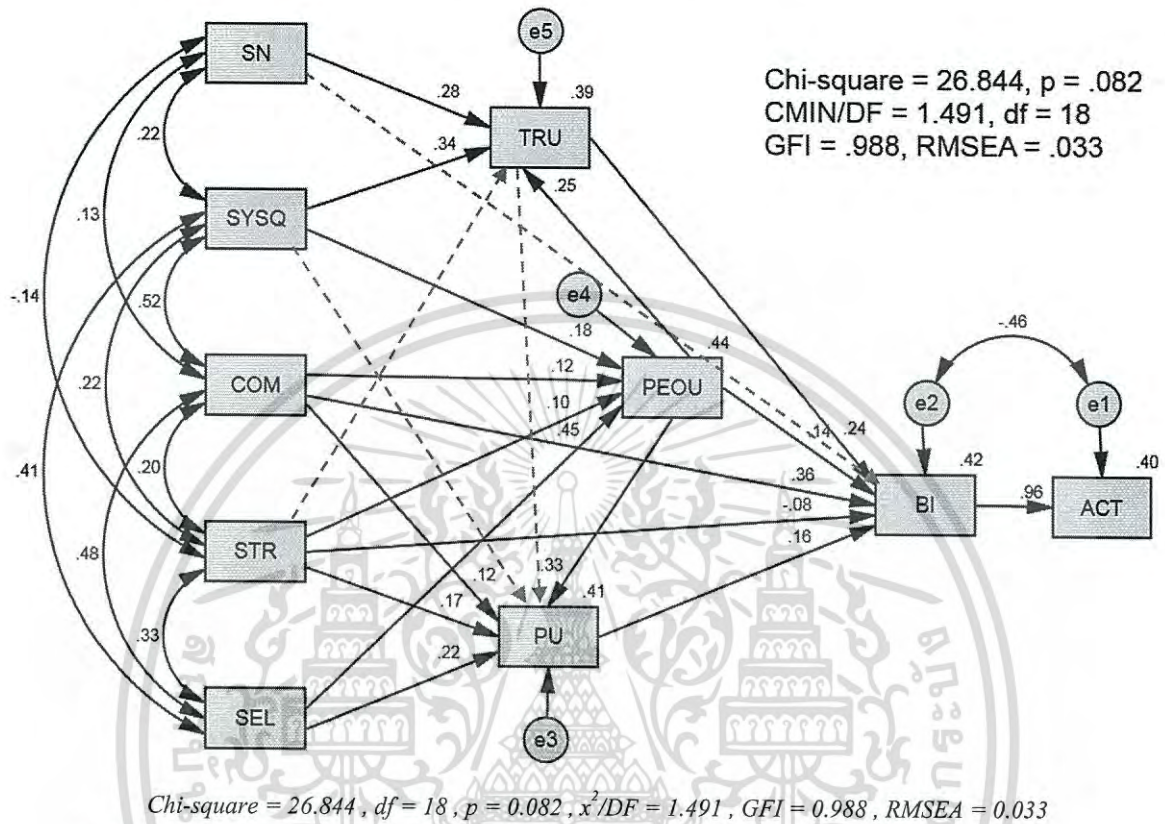 e5
SN
Chi-square = 26.844, p = .082
CMIN/DF = 1.491, df = 18
GFI = .988, RMSEA = .033
.28
.39
TRU
.22
.34
.25
.13
SYSQ
e4
-.14
.52
.18
.44
-.46
.22
COM
.12
PEOU
e2
e1
.10
.45
.14
.24
.41
.20
.36
.42
.40
-.08
BI
.96
ACT
.48
STR
.16
.12
.33
.17
.41
.33
.22
PU
SEL
e3
Chi-square = 26.844 , df = 18 , p = 0.082 , x²/DF = 1.491 , GFI = 0.988 , RMSEA = 0.033